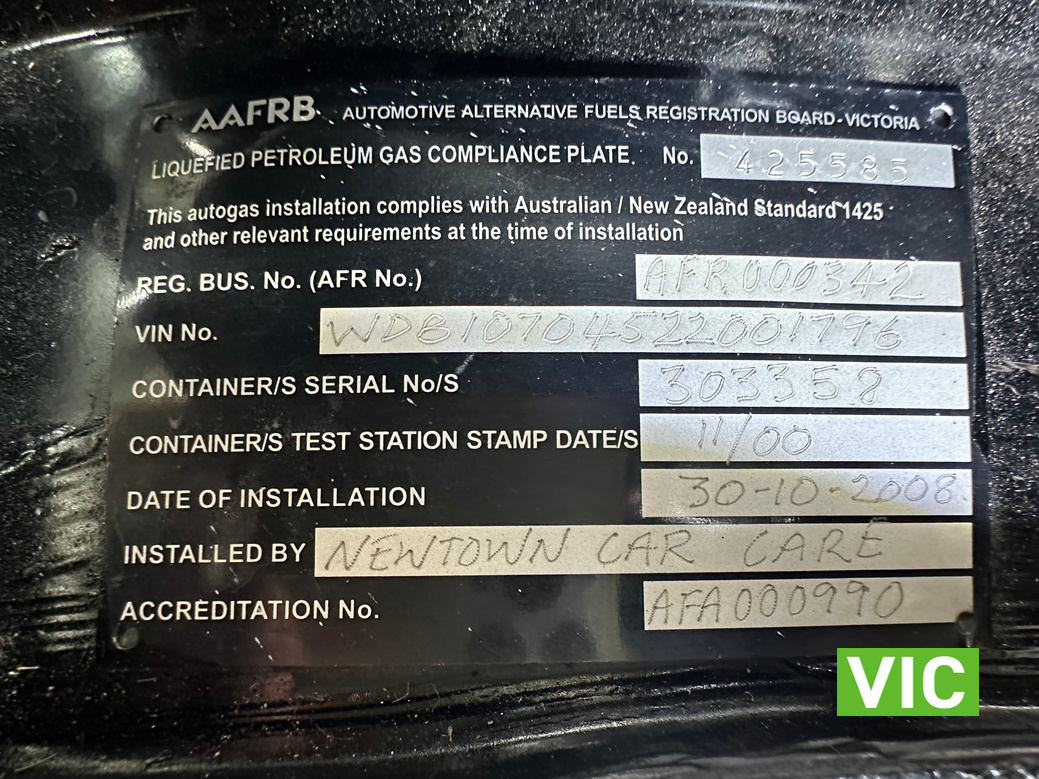 AAFRB. AUTOMOTIVE ALTERNATIVE FUELS REGISTRATION BOARD-VICTORIA
LIQUEFIED PETROLEUM GAS COMPLIANCE PLATE. No. 425585
This autogas installation complies with Australian / New Zealand Standard 1425
and other relevant requirements at the time of installation
REG. BUS. No. (AFR No.) AFR000342
VIN No. WDB10704522001796
CONTAINER/S SERIAL No/S 303358
CONTAINER/S TEST STATION STAMP DATE/S 11/00
DATE OF INSTALLATION 30-10-2008
INSTALLED BY NEWTOWN CAR CARE
ACCREDITATION No. AFA000990
VIC